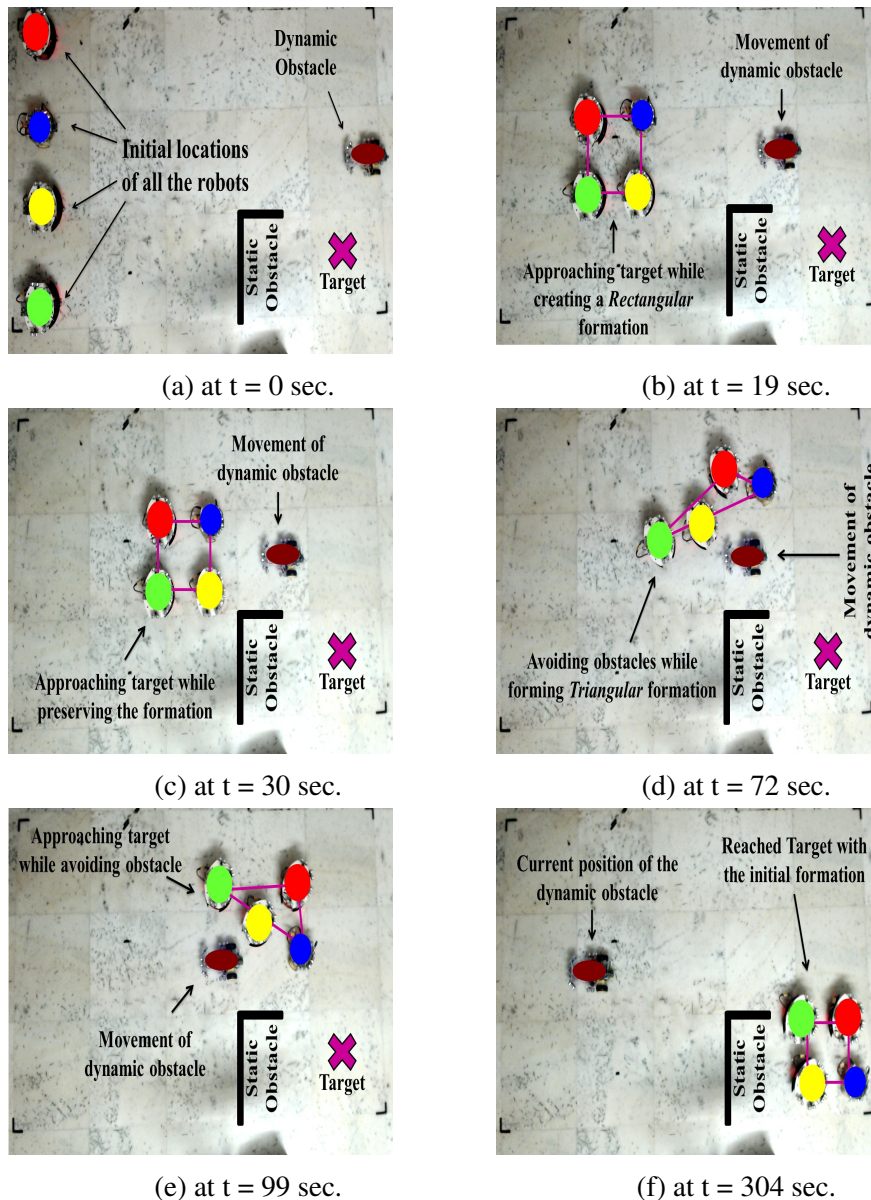 Dynamic
Obstacle
Initial locations
of all the robots
Static
Obstacle
Target
(a) at t = 0 sec.
Movement of
dynamic obstacle
Approaching target while
creating a Rectangular
formation
Static
Obstacle
Target
(b) at t = 19 sec.
Movement of
dynamic obstacle
Approaching target while
preserving the formation
Static
Obstacle
Target
(c) at t = 30 sec.
Movement of
dynamic obstacle
Avoiding obstacles while
forming Triangular formation
Static
Obstacle
Target
(d) at t = 72 sec.
Approaching target
while avoiding obstacle
Movement of
dynamic obstacle
Static
Obstacle
Target
(e) at t = 99 sec.
Current position of the
dynamic obstacle
Reached Target with
the initial formation
Static
Obstacle
(f) at t = 304 sec.